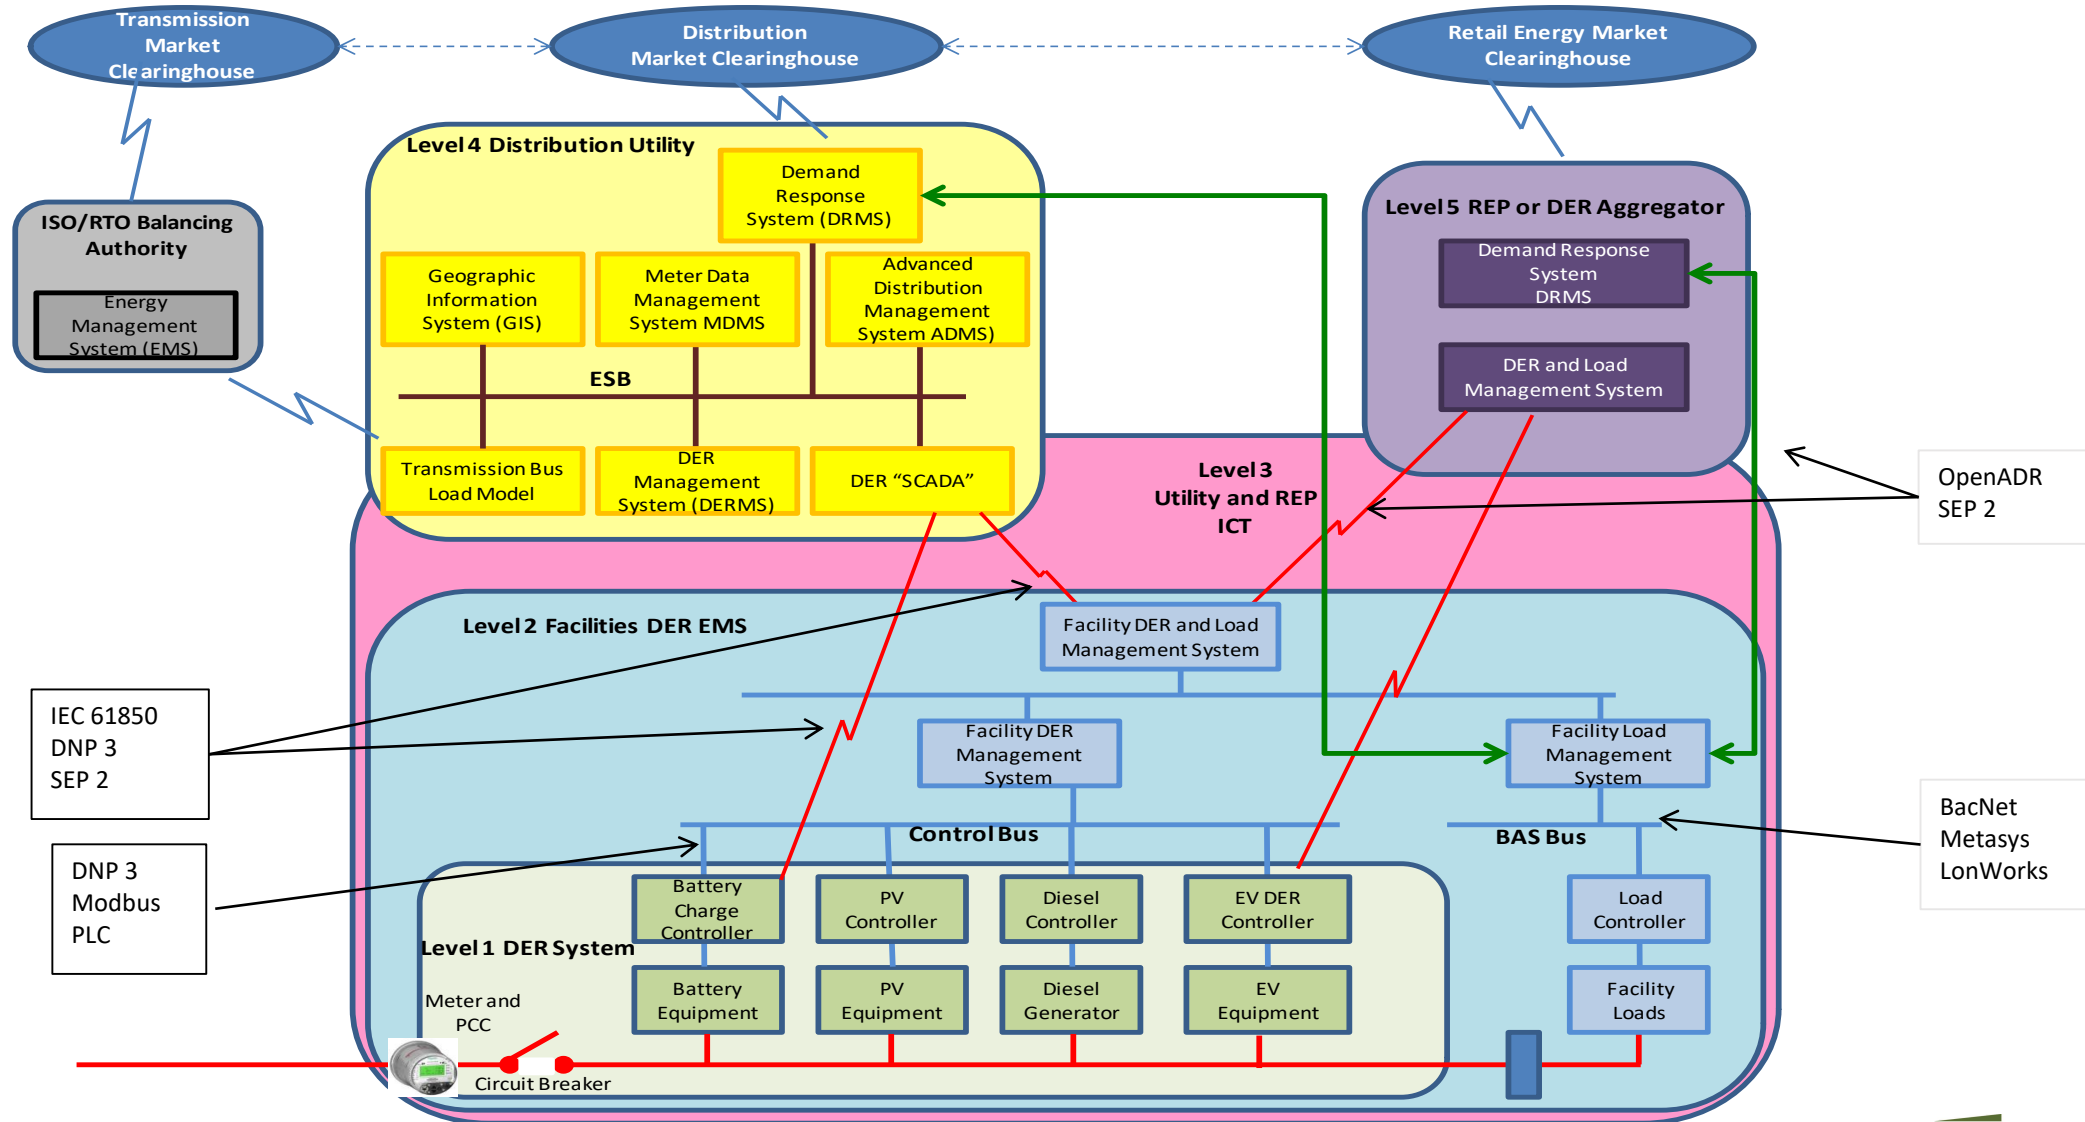 Transmission
Market
Clearinghouse
Distribution
Market Clearinghouse
Retail Energy Market
Clearinghouse
Level 4 Distribution Utility
Demand
Response
System (DRMS)
ISO/RTO Balancing
Authority
Energy
Management
System (EMS)
Geographic
Information
System (GIS)
Meter Data
Management
System MDMS
Advanced
Distribution
Management
System ADMS)
ESB
Transmission Bus
Load Model
DER
Management
System (DERMS)
DER “SCADA”
Level 5 REP or DER Aggregator
Demand Response
System
DRMS
DER and Load
Management System
Level 3
Utility and REP
ICT
OpenADR
SEP 2
Level 2 Facilities DER EMS
Facility DER and Load
Management System
IEC 61850
DNP 3
SEP 2
Facility DER
Management
System
Facility Load
Management
System
Control Bus
BAS Bus
BacNet
Metasys
LonWorks
DNP 3
Modbus
PLC
Level 1 DER System
Battery
Charge
Controller
PV
Controller
Diesel
Controller
EV DER
Controller
Load
Controller
Battery
Equipment
PV
Equipment
Diesel
Generator
EV
Equipment
Facility
Loads
Meter and
PCC
Circuit Breaker